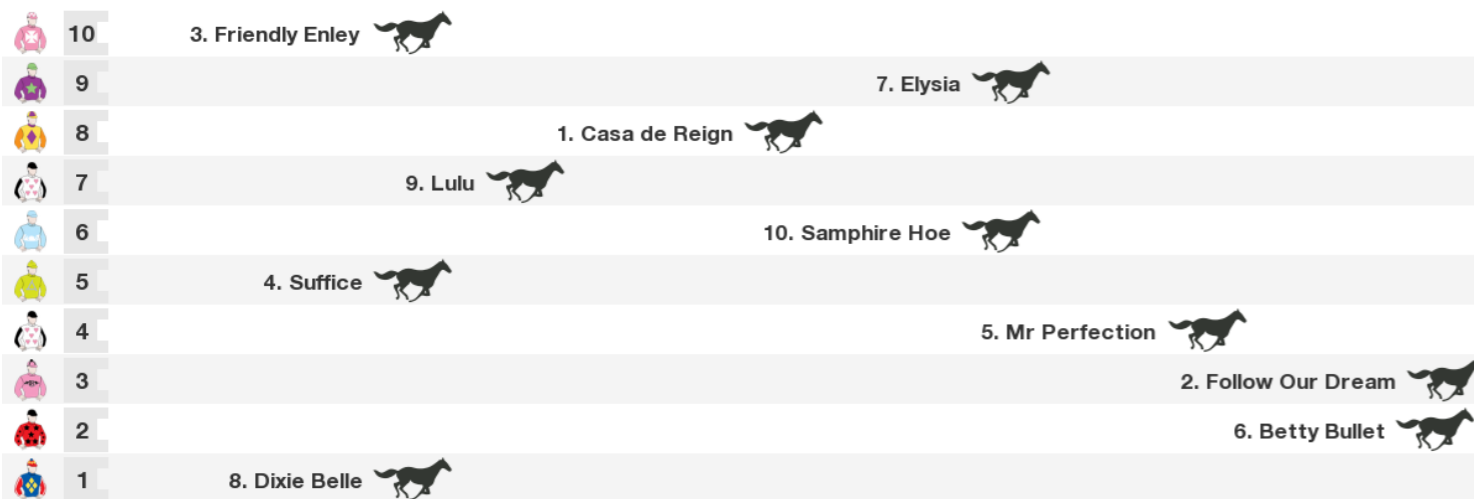 10 3. Friendly Enley
9 7. Elysia
8 1. Casa de Reign
7 9. Lulu
6 10. Samphire Hoe
5 4. Suffice
4 5. Mr Perfection
3 2. Follow Our Dream
2 6. Betty Bullet
1 8. Dixie Belle